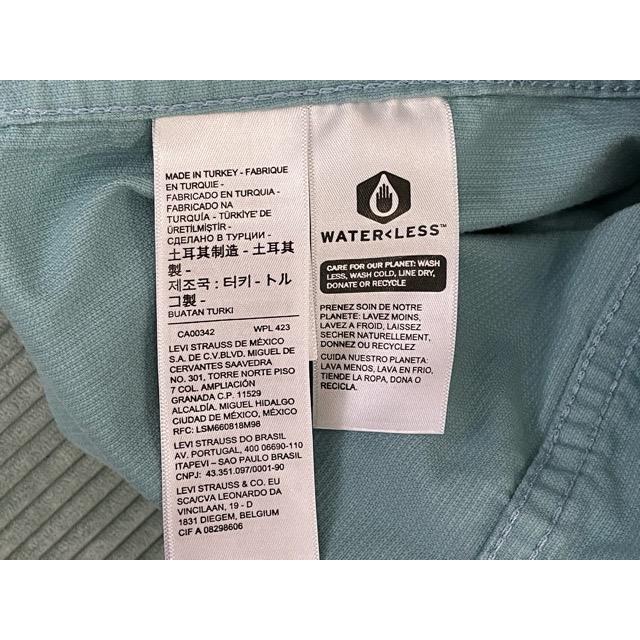 MADE IN TURKEY - FABRIQUE
EN TURQUIE -
FABRICADO EN TURQUIA -
FABRICADO NA
TURQUÍA - TÜRKİYE' DE
ÜRETİLMİŞTİR -
СДЕЛАНО В ТУРЦИИ -
土耳其制造 - 土耳其
製 -
제조국 : 터키 - トル
コ製 -
BUATAN TURKI
CA00342 WPL 423
LEVI STRAUSS DE MÉXICO
S.A. DE C.V.BLVD. MIGUEL DE
CERVANTES SAAVEDRA
NO. 301, TORRE NORTE PISO
7 COL. AMPLIACIÓN
GRANADA C.P. 11529
ALCALDÍA. MIGUEL HIDALGO
CIUDAD DE MÉXICO, MÉXICO
RFC: LSM660818M98
LEVI STRAUSS DO BRASIL
AV. PORTUGAL, 400 06690-110
ITAPEVI – SAO PAULO BRASIL
CNPJ: 43.351.097/0001-90
LEVI STRAUSS & CO. EU
SCA/CVA LEONARDO DA
VINCILAAN, 19 - D
1831 DIEGEM, BELGIUM
CIF A 08298606
WATER<LESS™
CARE FOR OUR PLANET: WASH
LESS, WASH COLD, LINE DRY,
DONATE OR RECYCLE
PRENEZ SOIN DE NOTRE
PLANETE: LAVEZ MOINS,
LAVEZ A FROID, LAISSEZ
SECHER NATURELLEMENT,
DONNEZ OU RECYCLEZ
CUIDA NUESTRO PLANETA:
LAVA MENOS, LAVA EN FRIO,
TIENDE LA ROPA, DONA O
RECICLA.